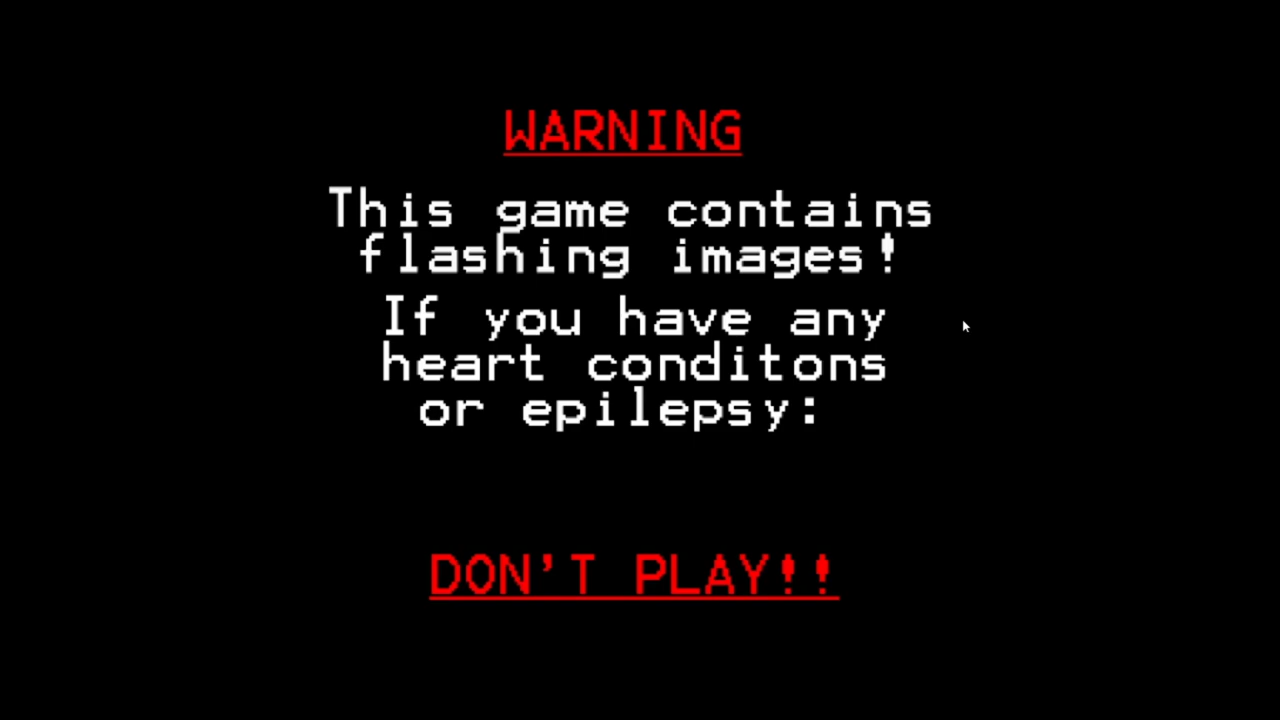 WARNING
This game contains
flashing images!
If you have any
heart conditons
or epilepsy:
DON'T PLAY!!